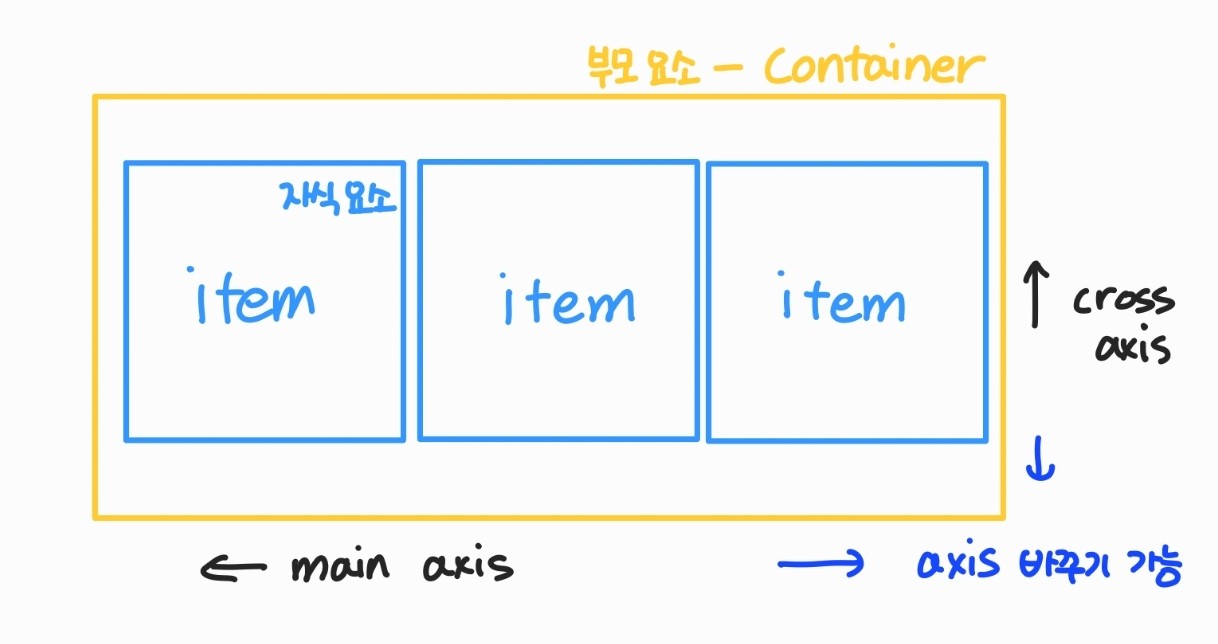 부모 요소 - Container
자식요소
item
item
item
cross
axis
← main axis
→ axis 바꾸기 가능